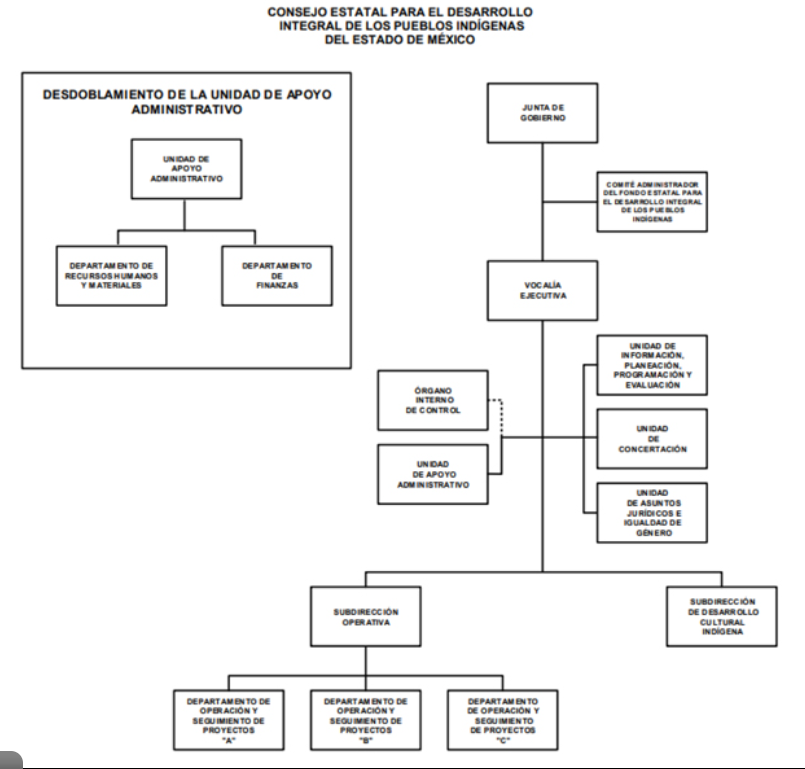 CONSEJO ESTATAL PARA EL DESARROLLO
INTEGRAL DE LOS PUEBLOS INDÍGENAS
DEL ESTADO DE MÉXICO
DESDOBLAMIENTO DE LA UNIDAD DE APOYO
ADMINISTRATIVO
UNIDAD DE
APOYO
ADMINISTRATIVO
DEPARTAMENTO DE
RECURSOS HUMANOS
Y MATERIALES
DEPARTAMENTO
DE
FINANZAS
JUNTA DE
GOBIERNO
COMITÉ ADMINISTRADOR
DEL FONDO ESTATAL PARA
EL DESARROLLO INTEGRAL
DE LOS PUEBLOS
INDÍGENAS
VOCALÍA
EJECUTIVA
UNIDAD DE
INFORMACIÓN,
PLANEACIÓN,
PROGRAMACIÓN Y
EVALUACIÓN
ÓRGANO
INTERNO
DE CONTROL
UNIDAD
DE
CONCERTACIÓN
UNIDAD
DE APOYO
ADMINISTRATIVO
UNIDAD
DE ASUNTOS
JURÍDICOS E
IGUALDAD DE
GÉNERO
SUBDIRECCIÓN
OPERATIVA
SUBDIRECCIÓN
DE DESARROLLO
CULTURAL
INDÍGENA
DEPARTAMENTO DE
OPERACIÓN Y
SEGUIMIENTO DE
PROYECTOS
"A"
DEPARTAMENTO DE
OPERACIÓN Y
SEGUIMIENTO DE
PROYECTOS
"B"
DEPARTAMENTO
DE OPERACIÓN Y
SEGUIMIENTO
DE PROYECTOS
"C"